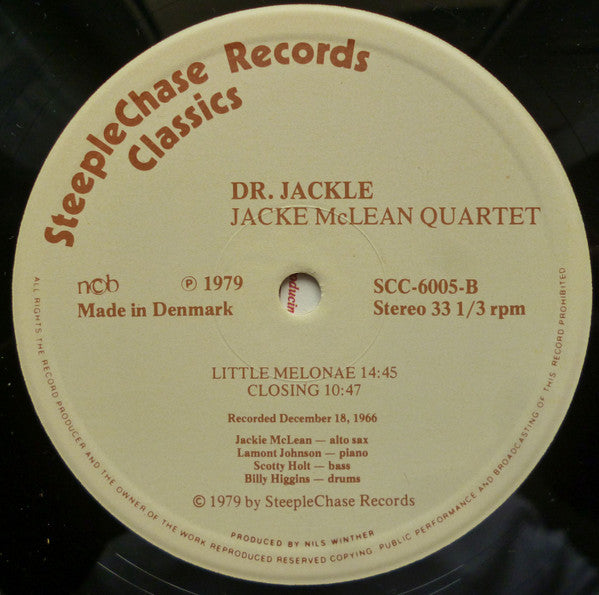 SteepleChase Records
Classics
DR. JACKLE
JACKE McLEAN QUARTET
ncb
Ⓟ 1979
SCC-6005-B
Made in Denmark
Stereo 33 1/3 rpm
LITTLE MELONAE 14:45
CLOSING 10:47
Recorded December 18, 1966
Jackie McLean — alto sax
Lamont Johnson — piano
Scotty Holt — bass
Billy Higgins — drums
© 1979 by SteepleChase Records
PRODUCED BY NILS WINTHER
ALL RIGHTS THE RECORD PRODUCER AND THE OWNER OF THE WORK REPRODUCED RESERVED COPYING. PUBLIC PERFORMANCE AND BROADCASTING OF THIS RECORD PROHIBITED